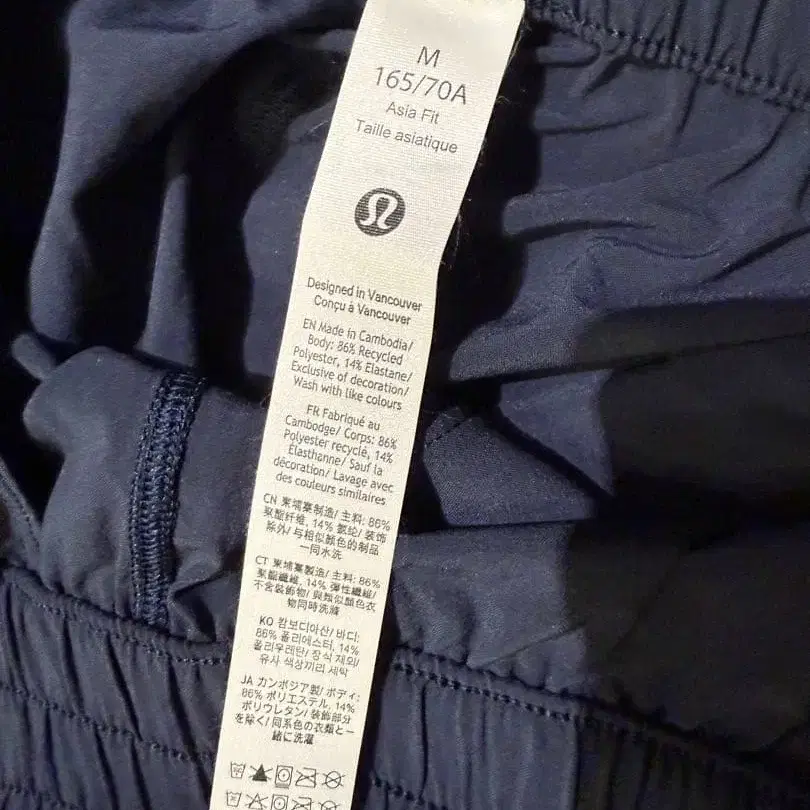 M
165/70A
Asia Fit
Taille asiatique
Designed in Vancouver
Conçu à Vancouver
EN Made in Cambodia/
Body: 86% Recycled
Polyester, 14% Elastane/
Exclusive of decoration/
Wash with like colours
FR Fabriqué au
Cambodge/ Corps: 86%
Polyester recyclé, 14%
Élasthanne/ Sauf la
décoration/ Lavage avec
des couleurs similaires
CN 柬埔寨制造/ 主料: 86%
聚酯纤维, 14% 氨纶/ 装饰
除外/ 与相似颜色的制品
一同水洗
CT 柬埔寨製造/ 主料: 86%
聚酯纖維, 14% 彈性纖維/
不含裝飾物/ 與類似顏色衣
物同時洗滌
KO 캄보디아산/ 바디:
86% 폴리에스터, 14%
폴리우레탄/ 장식 제외/
유사 색상끼리 세탁
JA カンボジア製/ ボディ:
86% ポリエステル, 14%
ポリウレタン/ 装飾部分
を除く/ 同系色の衣類と一
緒に洗濯